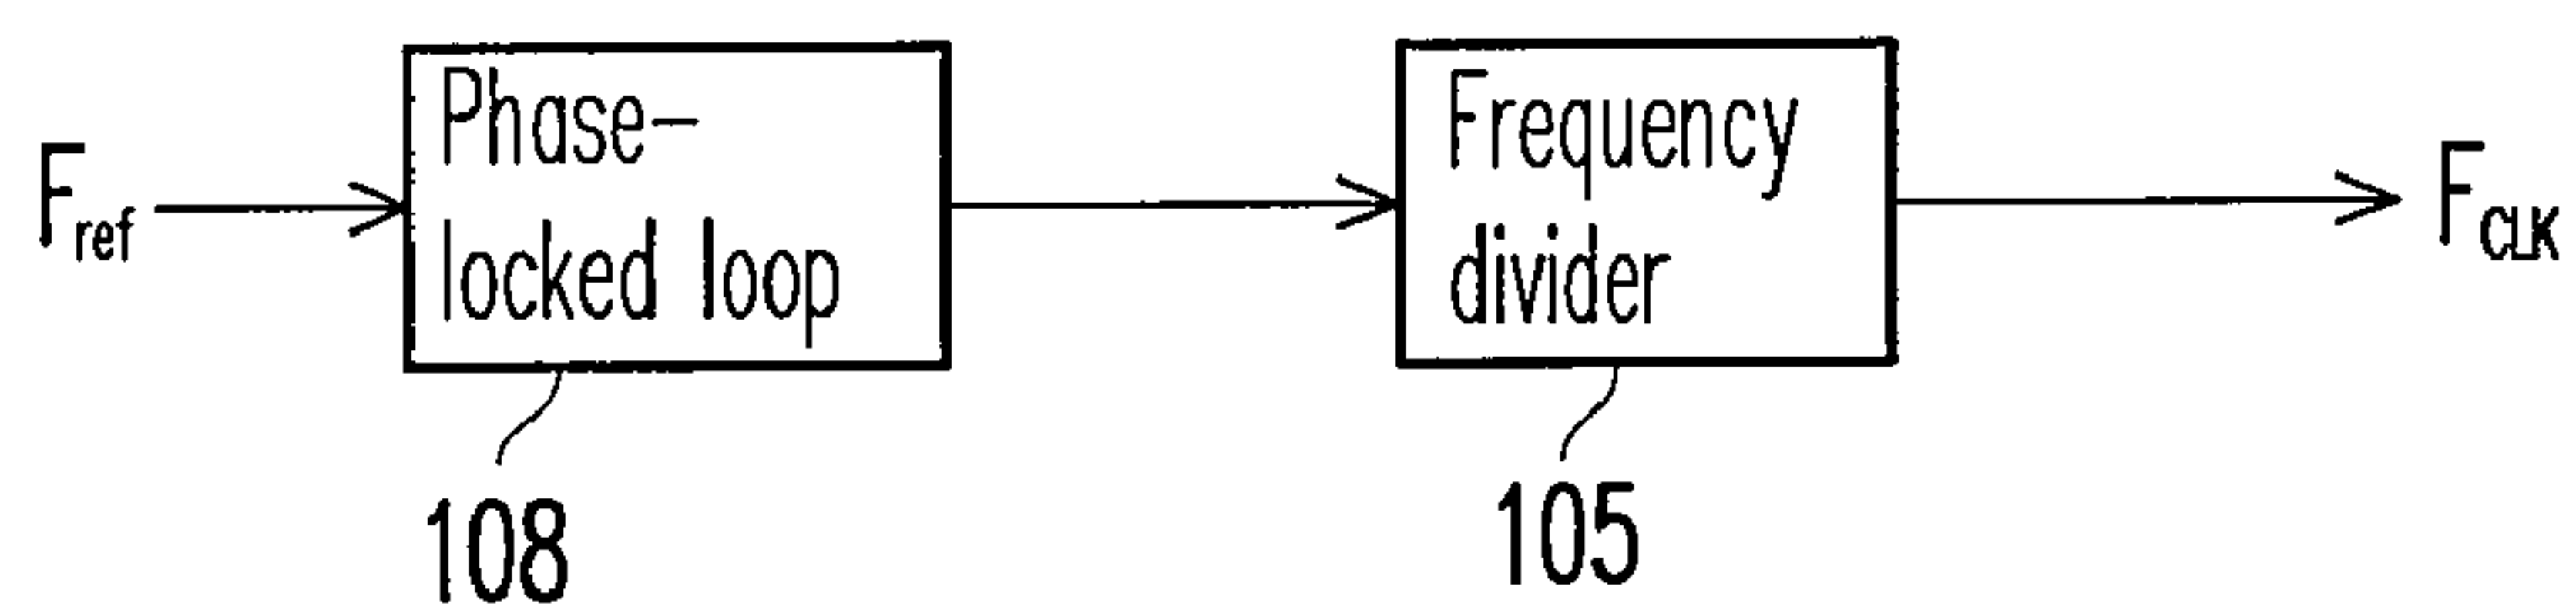 F_ref
Phase-
locked loop
Frequency
divider
F_CLK
108
105